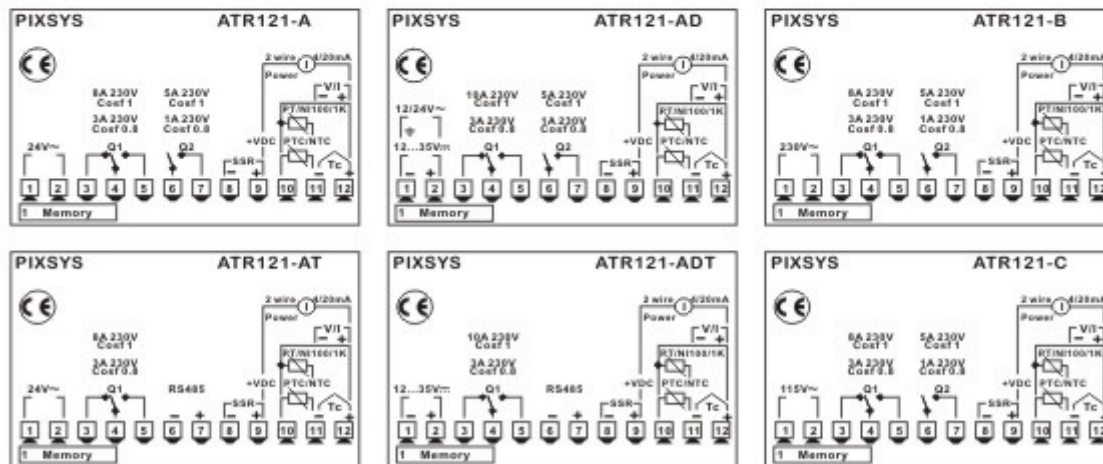 PIXSYS ATR121-A
2 wire 4/20mA
Power
V/I
- +
8A 230V 5A 230V
Cosf 1 Cosf 1
3A 230V 1A 230V
Cosf 0.8 Cosf 0.8
RT/NI100/1K
24V~ Q1 Q2 +VDC PTC/NTC
SSR
- + Tc
- +
1 2 3 4 5 6 7 8 9 10 11 12
1 Memory
PIXSYS ATR121-AD
2 wire 4/20mA
Power
V/I
- +
12/24V~
10A 230V 5A 230V
Cosf 1 Cosf 1
3A 230V 1A 230V
Cosf 0.8 Cosf 0.8
RT/NI100/1K
12...35V Q1 Q2 +VDC PTC/NTC
SSR
- + - + Tc
- +
1 2 3 4 5 6 7 8 9 10 11 12
1 Memory
PIXSYS ATR121-B
2 wire 4/20mA
Power
V/I
- +
8A 230V 5A 230V
Cosf 1 Cosf 1
3A 230V 1A 230V
Cosf 0.8 Cosf 0.8
RT/NI100/1K
230V~ Q1 Q2 +VDC PTC/NTC
SSR
- + Tc
- +
1 2 3 4 5 6 7 8 9 10 11 12
1 Memory
PIXSYS ATR121-AT
2 wire 4/20mA
Power
V/I
- +
8A 230V
Cosf 1
3A 230V
Cosf 0.8
RT/NI100/1K
24V~ Q1 RS485 +VDC PTC/NTC
SSR
- + - + Tc
- +
1 2 3 4 5 6 7 8 9 10 11 12
1 Memory
PIXSYS ATR121-ADT
2 wire 4/20mA
Power
V/I
- +
10A 230V
Cosf 1
3A 230V
Cosf 0.8
RT/NI100/1K
12...35V Q1 RS485 +VDC PTC/NTC
SSR
- + - + - + Tc
- +
1 2 3 4 5 6 7 8 9 10 11 12
1 Memory
PIXSYS ATR121-C
2 wire 4/20mA
Power
V/I
- +
8A 230V 5A 230V
Cosf 1 Cosf 1
3A 230V 1A 230V
Cosf 0.8 Cosf 0.8
RT/NI100/1K
115V~ Q1 Q2 +VDC PTC/NTC
SSR
- + Tc
- +
1 2 3 4 5 6 7 8 9 10 11 12
1 Memory